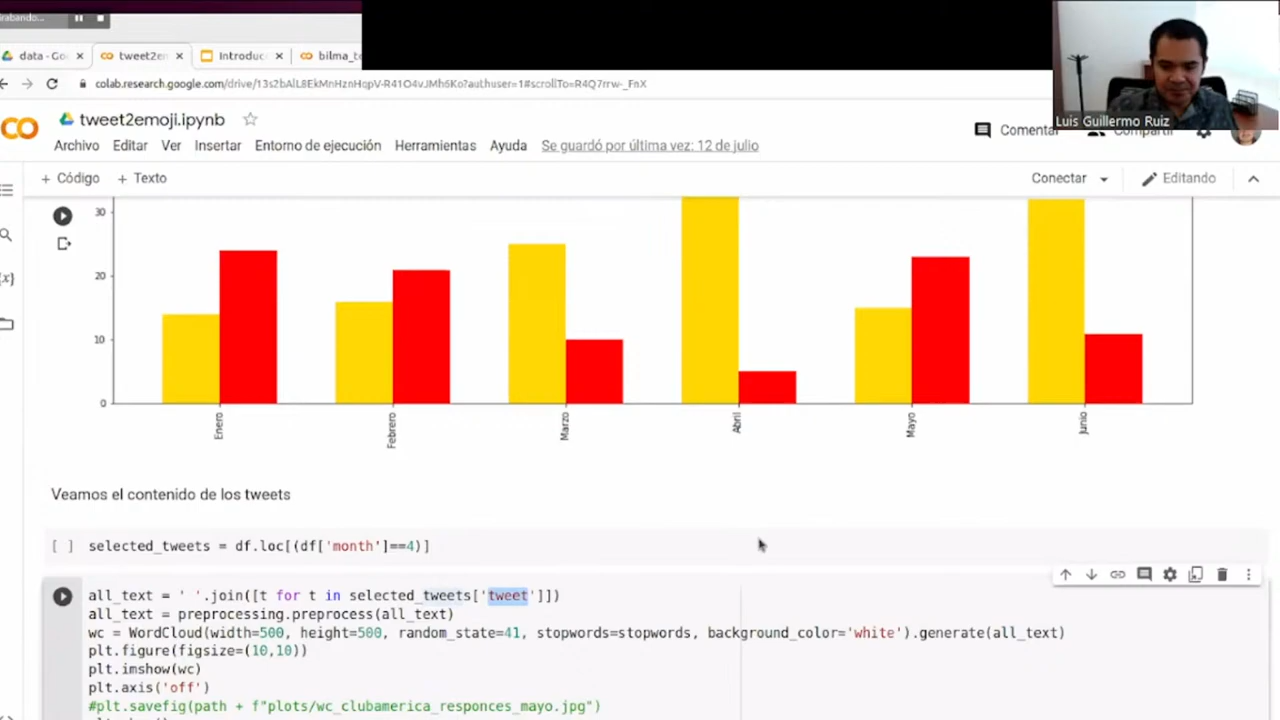 rabando...
data - Go
tweet2en
Introduc
bilma_te
colab.research.google.com/drive/13s2bAlL8EkMnHznHqpV-R41O4vJMh6Ko?authuser=1#scrollTo=R4Q7rrw-_FnX
Luis Guillermo Ruiz
tweet2emoji.ipynb
Comentar
Compartir
Archivo Editar Ver Insertar Entorno de ejecución Herramientas Ayuda Se guardó por última vez: 12 de julio
+ Código + Texto
Conectar
Editando
30
20
10
0
Enero
Febrero
Marzo
Abril
Mayo
Junio
Veamos el contenido de los tweets
[ ] selected_tweets = df.loc[(df['month']==4)]
all_text = ' '.join([t for t in selected_tweets['tweet']])
all_text = preprocessing.preprocess(all_text)
wc = WordCloud(width=500, height=500, random_state=41, stopwords=stopwords, background_color='white').generate(all_text)
plt.figure(figsize=(10,10))
plt.imshow(wc)
plt.axis('off')
#plt.savefig(path + f"plots/wc_clubamerica_responces_mayo.jpg")